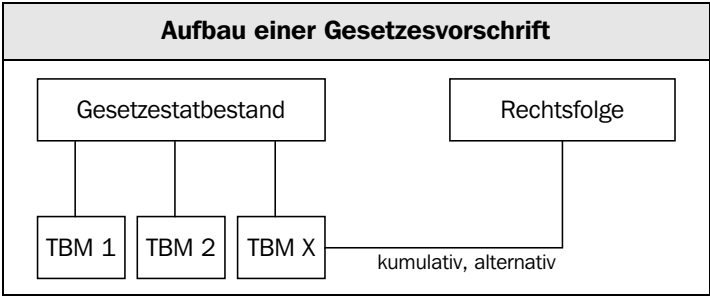 Aufbau einer Gesetzesvorschrift
Gesetzestatbestand
Rechtsfolge
TBM 1
TBM 2
TBM X
kumulativ, alternativ